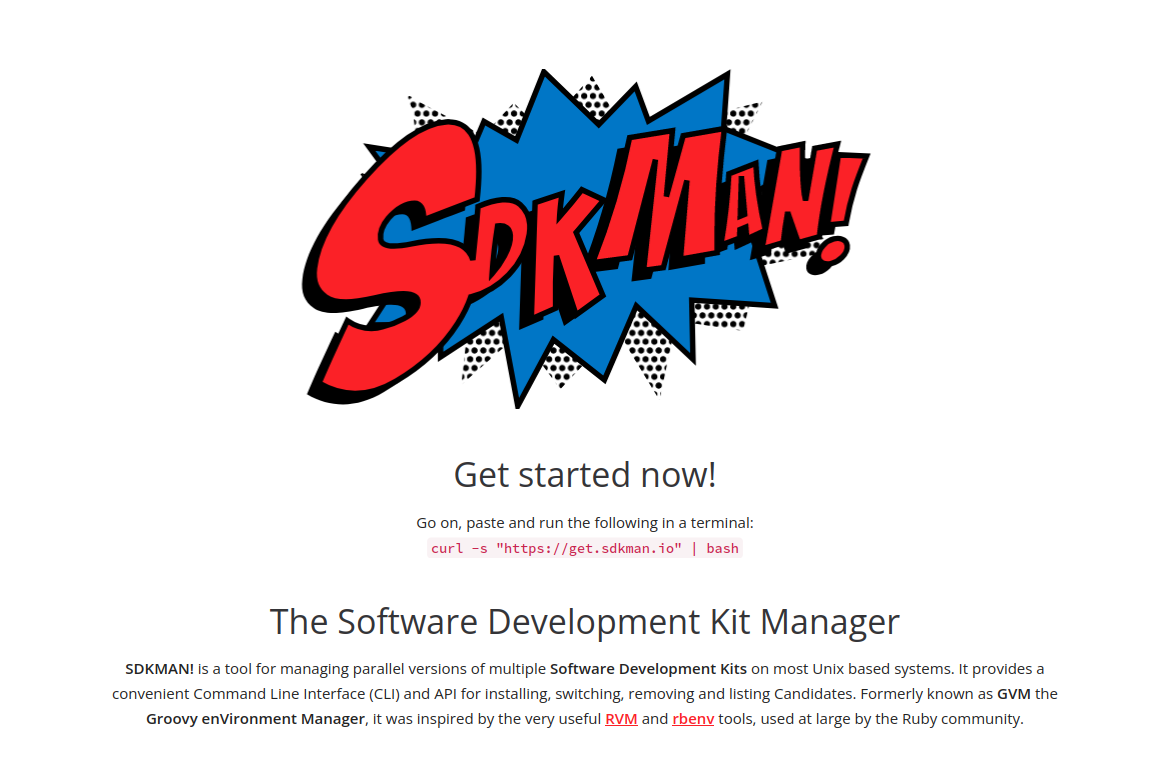 SDKMAN!
Get started now!
Go on, paste and run the following in a terminal:
curl -s "https://get.sdkman.io" | bash
The Software Development Kit Manager
SDKMAN! is a tool for managing parallel versions of multiple Software Development Kits on most Unix based systems. It provides a
convenient Command Line Interface (CLI) and API for installing, switching, removing and listing Candidates. Formerly known as GVM the
Groovy enVironment Manager, it was inspired by the very useful RVM and rbenv tools, used at large by the Ruby community.